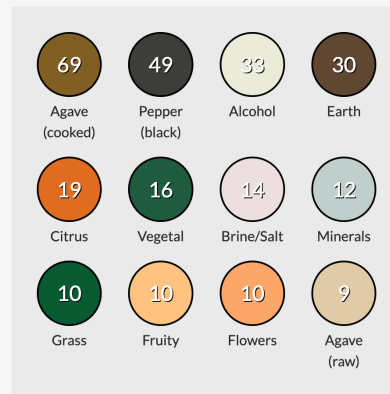 69 49 33 30
Agave Pepper Alcohol Earth
(cooked) (black)
19 16 14 12
Citrus Vegetal Brine/Salt Minerals
10 10 10 9
Grass Fruity Flowers Agave
(raw)